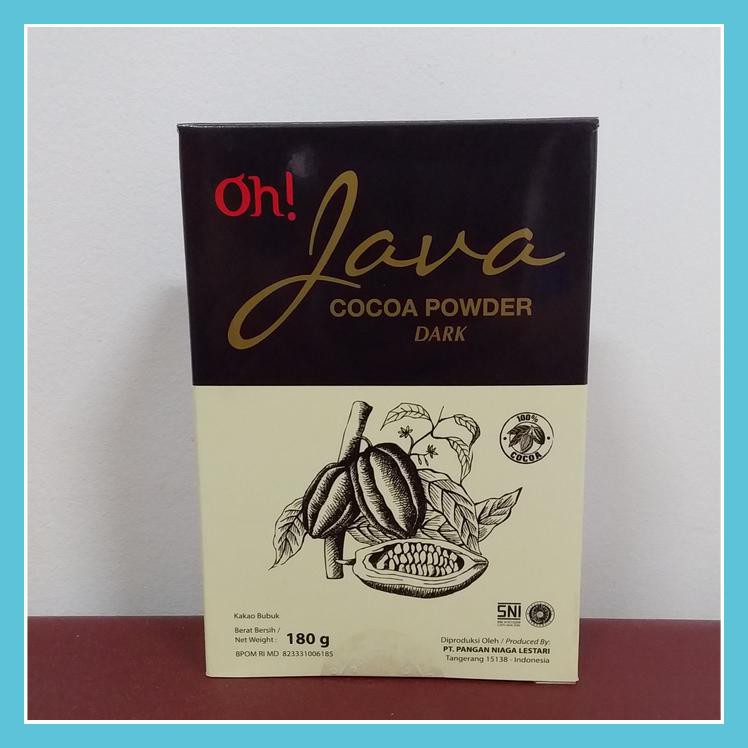 Oh!
Java
COCOA POWDER
DARK
100%
COCOA
Kakao Bubuk
Berat Bersih /
Net Weight : 180 g
BPOM RI MD 823331006185
SNI
Diproduksi Oleh / Produced By:
PT. PANGAN NIAGA LESTARI
Tangerang 15138 - Indonesia